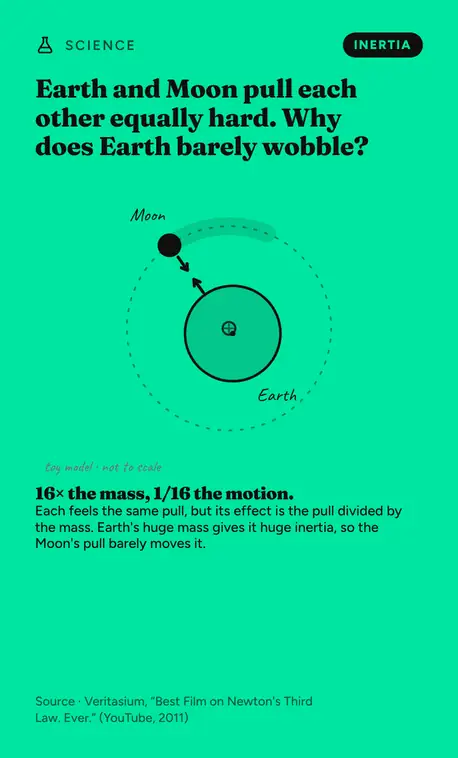 SCIENCE
INERTIA
Earth and Moon pull each
other equally hard. Why
does Earth barely wobble?
Moon
Earth
toy model · not to scale
16× the mass, 1/16 the motion.
Each feels the same pull, but its effect is the pull divided by
the mass. Earth's huge mass gives it huge inertia, so the
Moon's pull barely moves it.
Source · Veritasium, "Best Film on Newton's Third
Law. Ever." (YouTube, 2011)